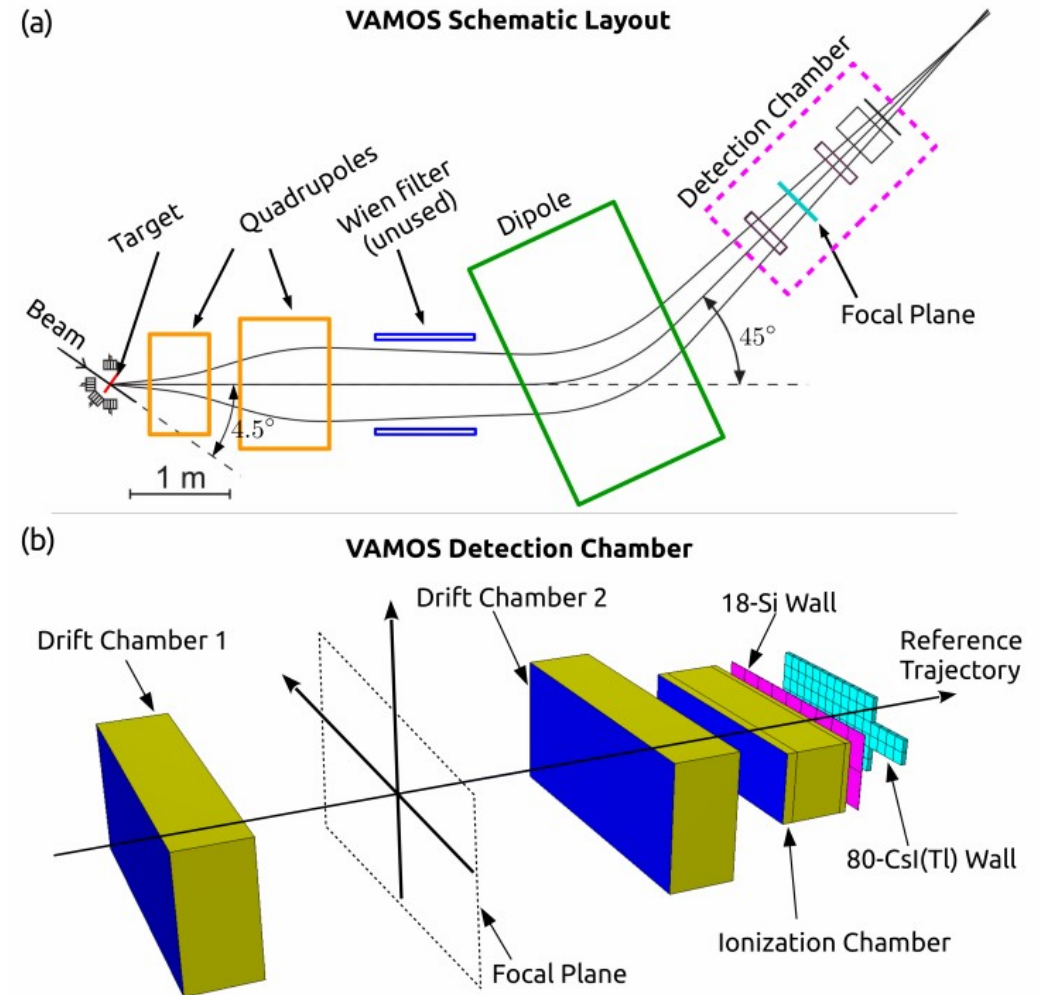 (a)
VAMOS Schematic Layout
Detection Chamber
Quadrupoles
Wien filter
(unused)
Dipole
Target
Beam
Focal Plane
45°
4.5°
1 m
(b)
VAMOS Detection Chamber
Drift Chamber 2
18-Si Wall
Drift Chamber 1
Reference
Trajectory
80-CsI(Tl) Wall
Ionization Chamber
Focal Plane